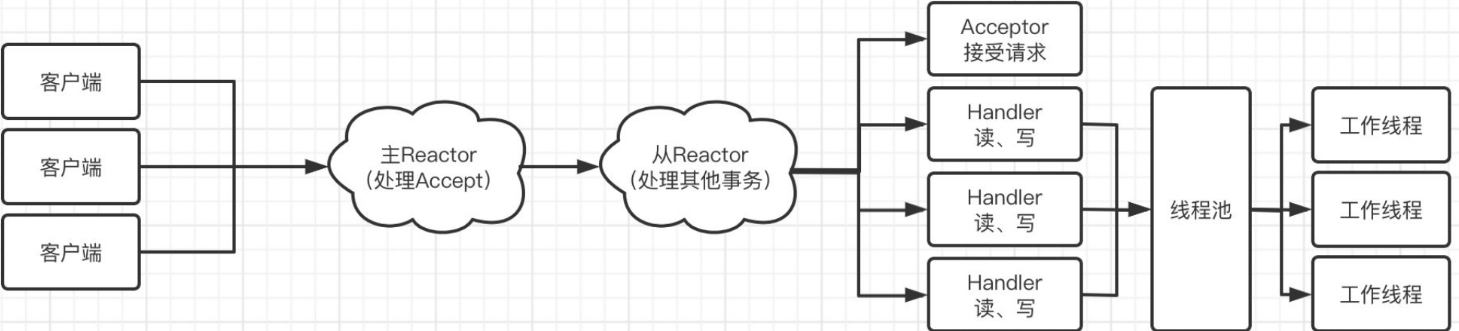 客户端
客户端
客户端
主Reactor
（处理Accept）
从Reactor
（处理其他事务）
Acceptor
接受请求
Handler
读、写
Handler
读、写
Handler
读、写
线程池
工作线程
工作线程
工作线程